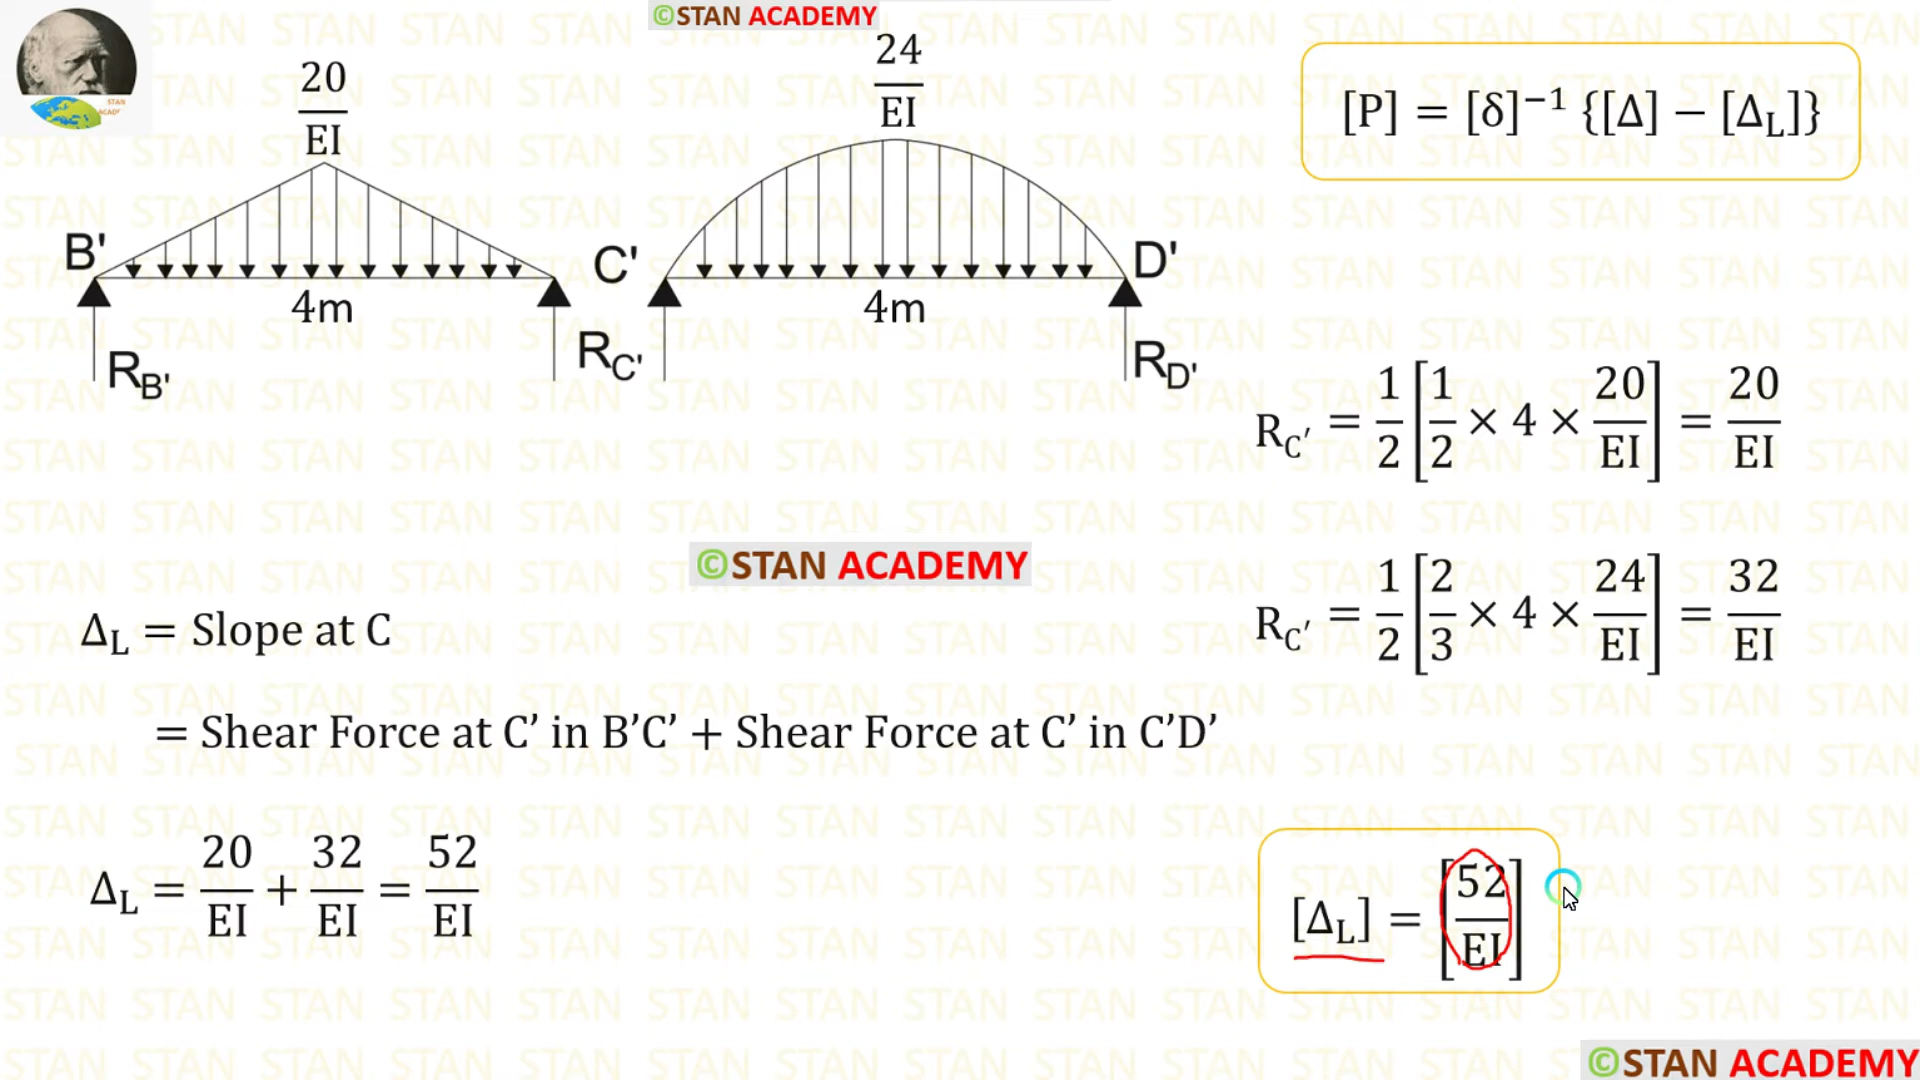 ©STAN ACADEMY
STAN ACADEMY
20/EI
24/EI
[P] = [δ]⁻¹ {[Δ] − [Δ_L]}
B' C' D'
4m 4m
R_B' R_C' R_D'
R_C′ = 1/2 [1/2 × 4 × 20/EI] = 20/EI
©STAN ACADEMY
R_C′ = 1/2 [2/3 × 4 × 24/EI] = 32/EI
Δ_L = Slope at C
= Shear Force at C’ in B’C’ + Shear Force at C’ in C’D’
Δ_L = 20/EI + 32/EI = 52/EI
[Δ_L] = [52/EI]
©STAN ACADEMY